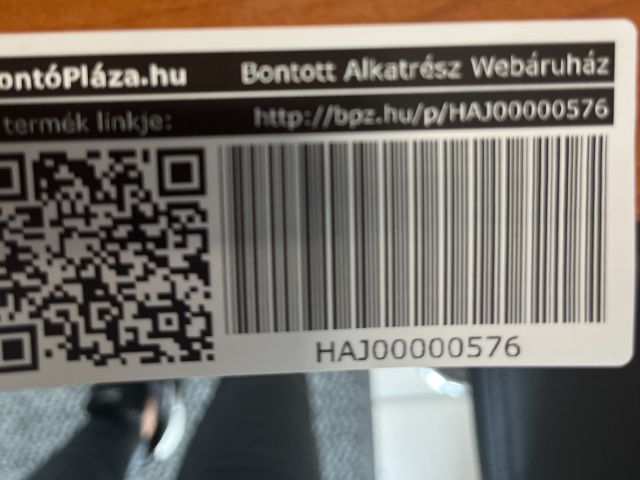 ontóPláza.hu Bontott Alkatrész Webáruház
termék linkje: http://bpz.hu/p/HAJ00000576
HAJ00000576